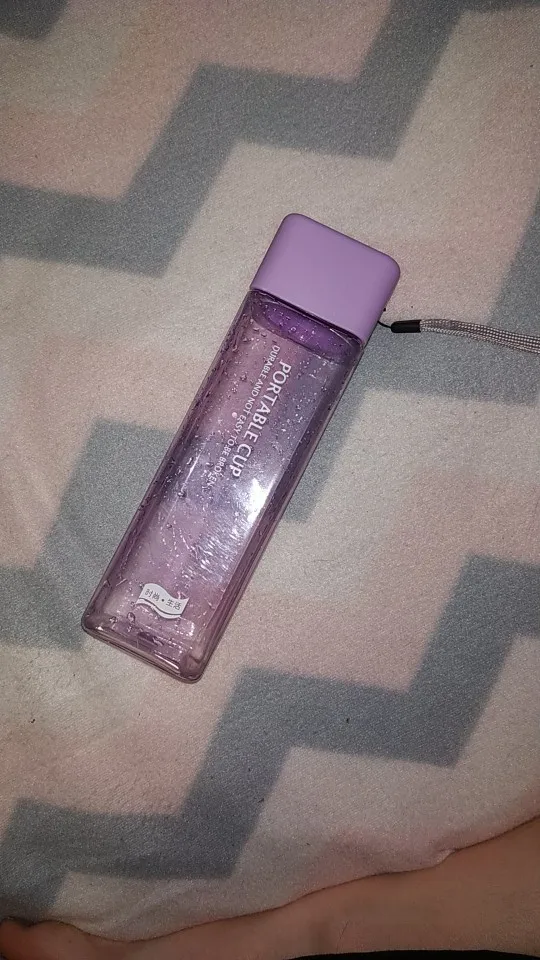 PORTABLE CUP
DURABLE AND NOT EASY TO BE BROKEN
时尚•生活